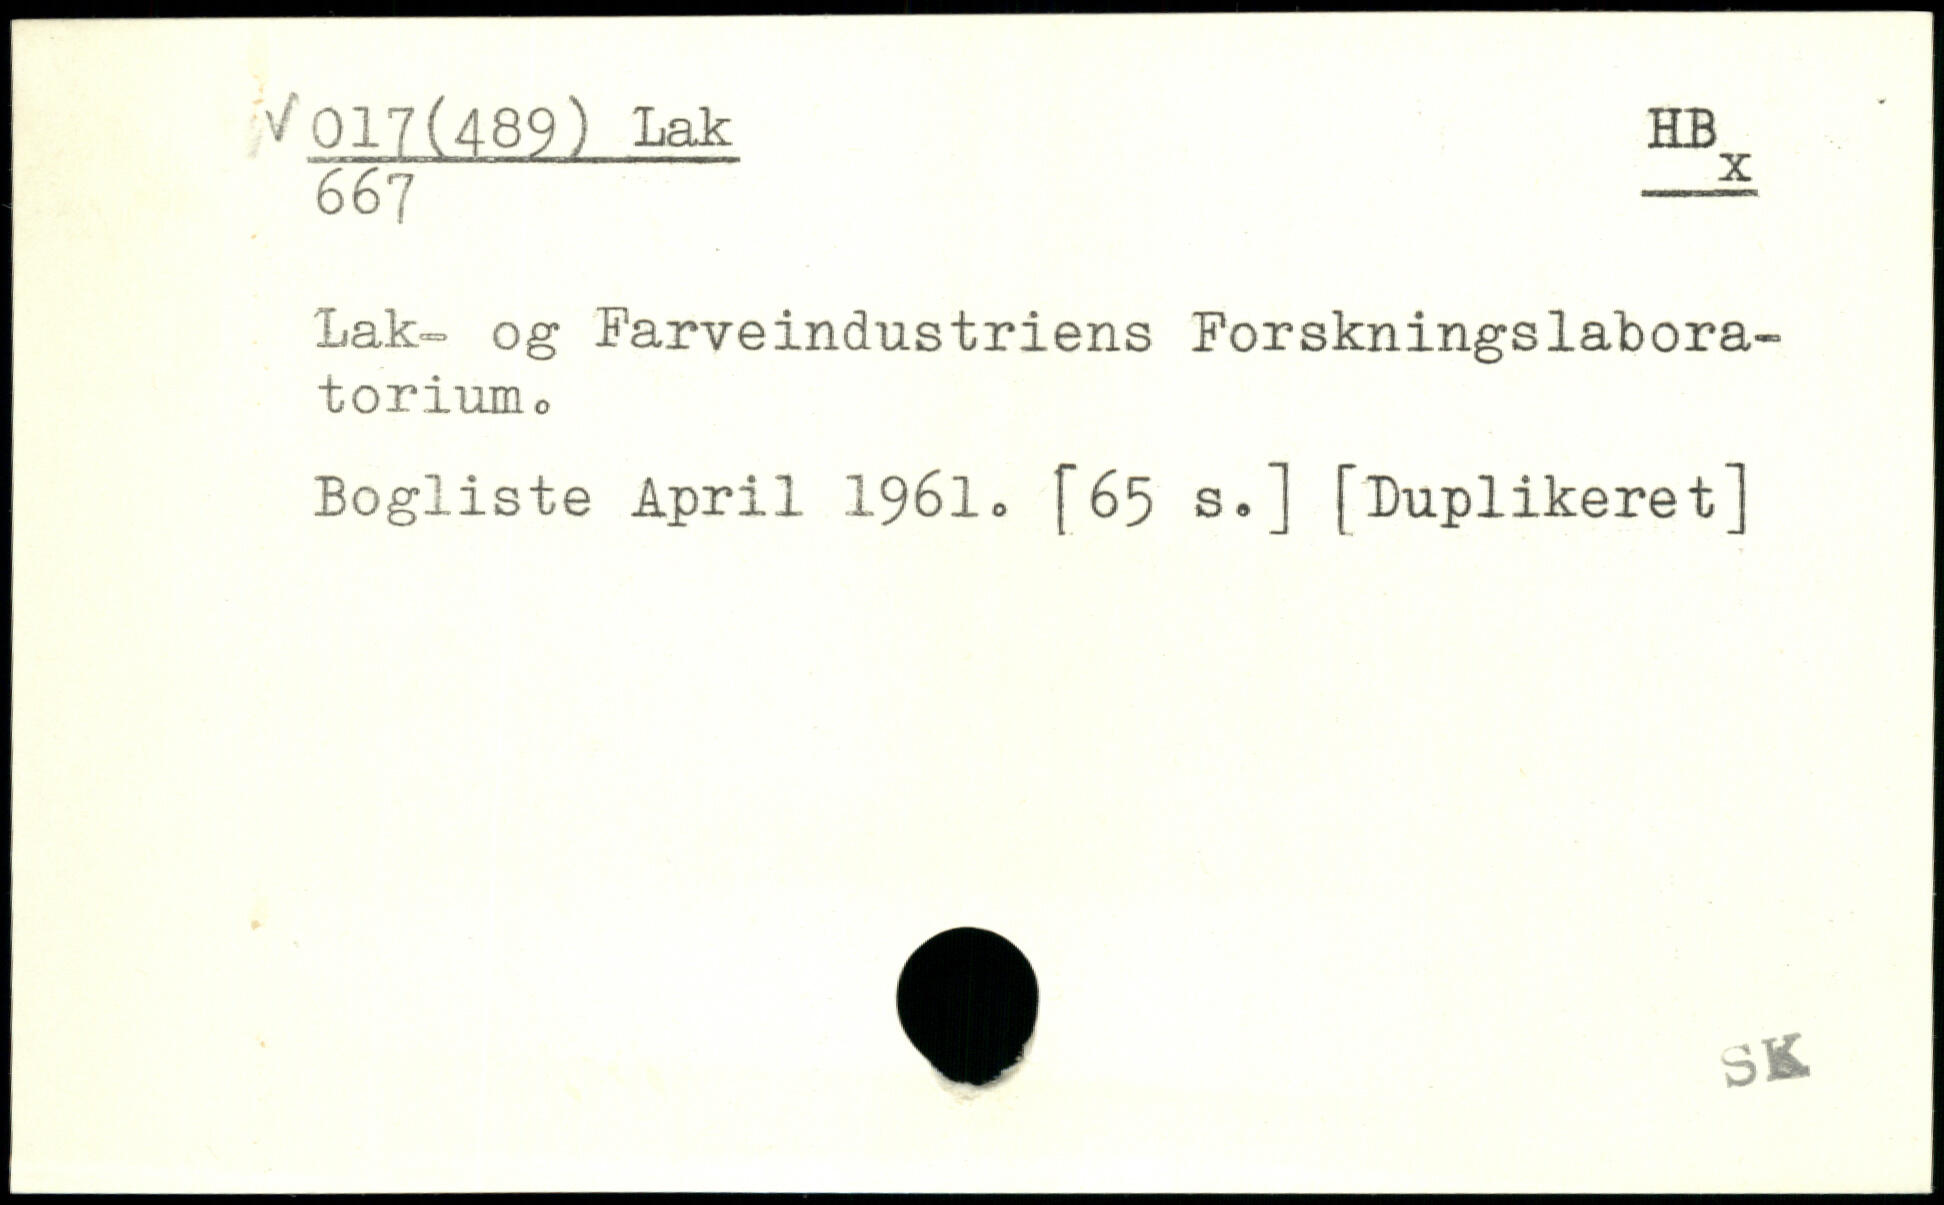 √ 017(489) Lak
HB
x
667
Lak- og Farveindustriens Forskningslabora-
torium.
Bogliste April 1961. [65 s.] [Duplikeret]
SK